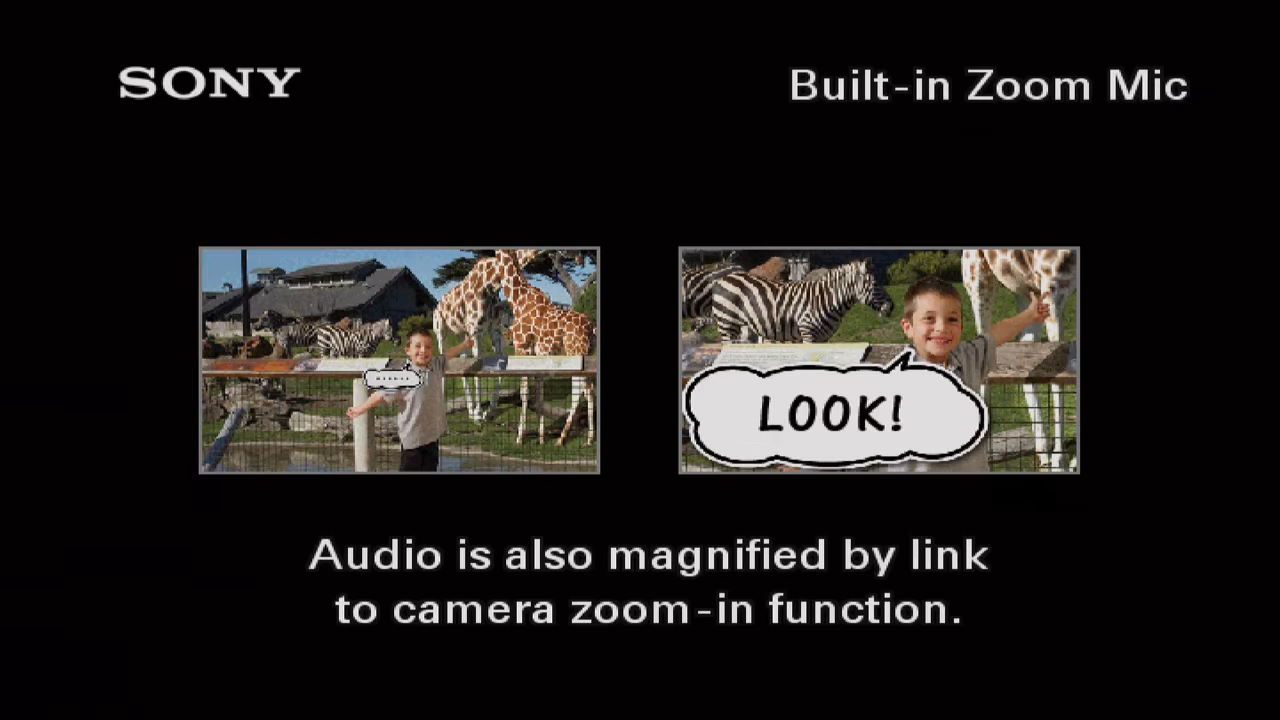 SONY
Built-in Zoom Mic
LOOK!
Audio is also magnified by link
to camera zoom-in function.